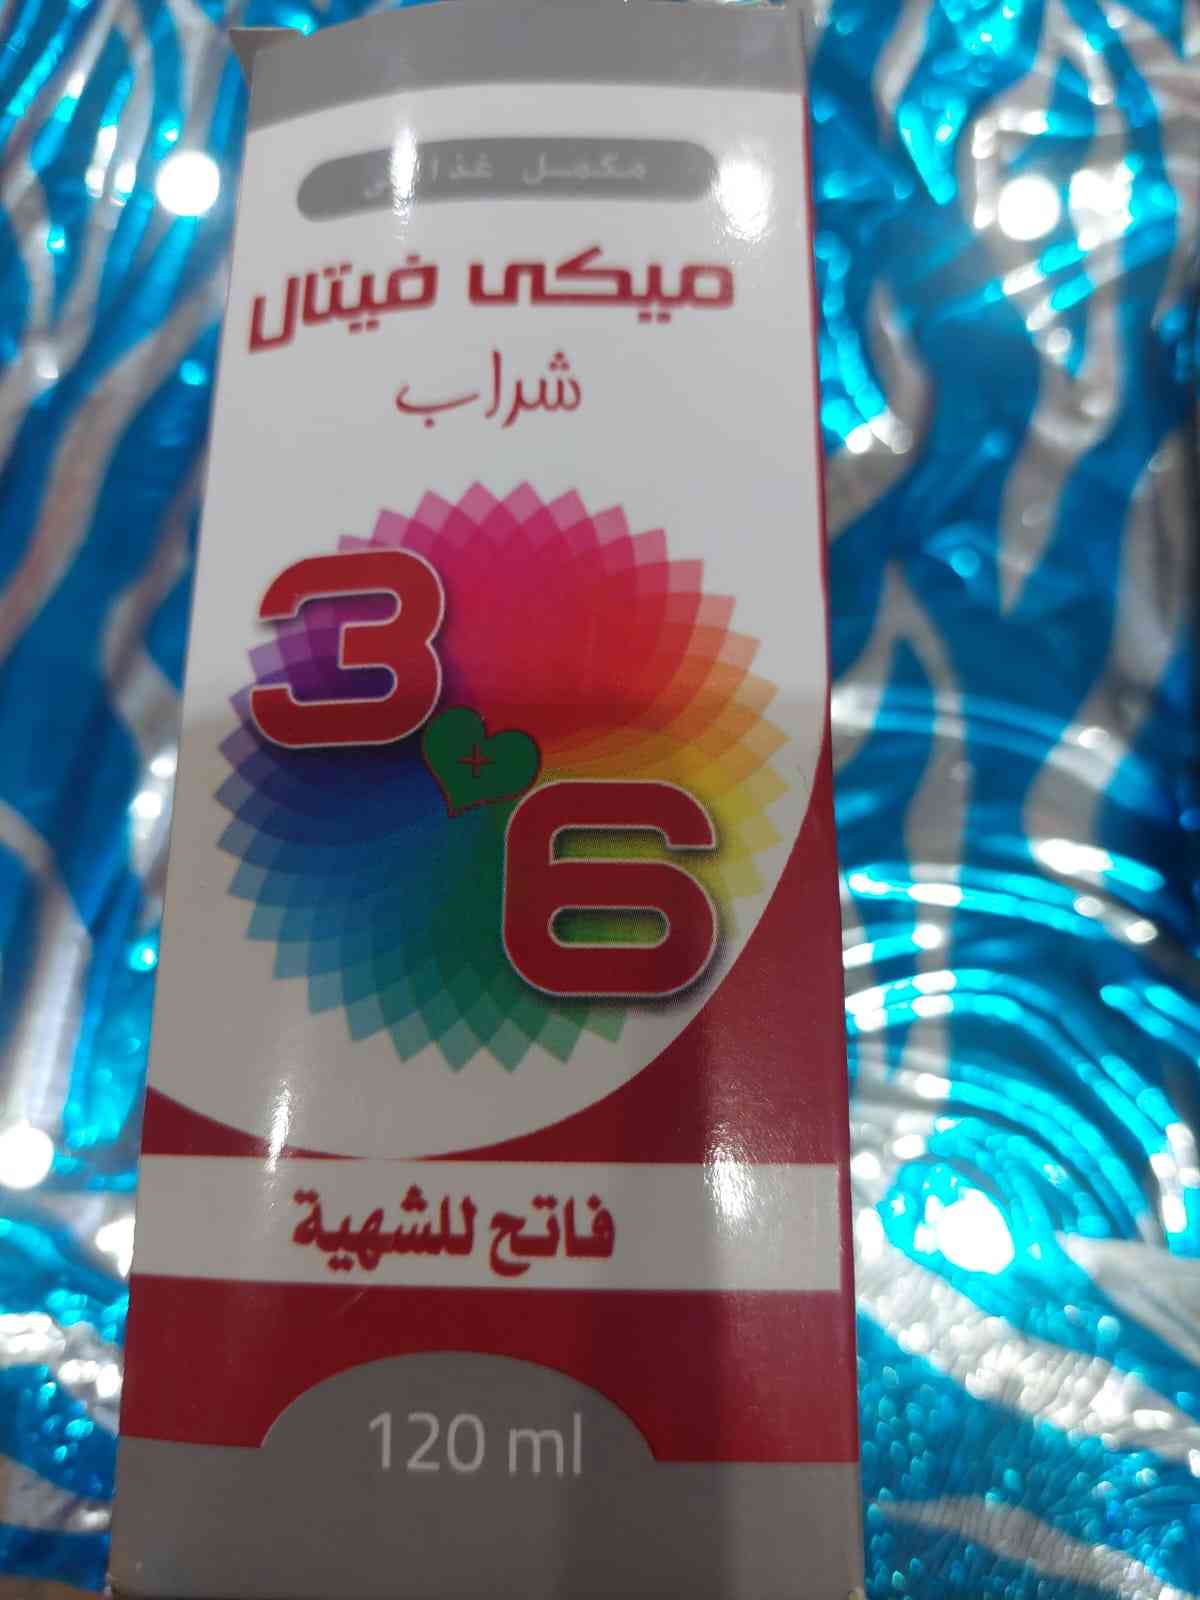 مكمل غذائي
ميكى فيتال
شراب
3
+
6
فاتح للشهية
120 ml